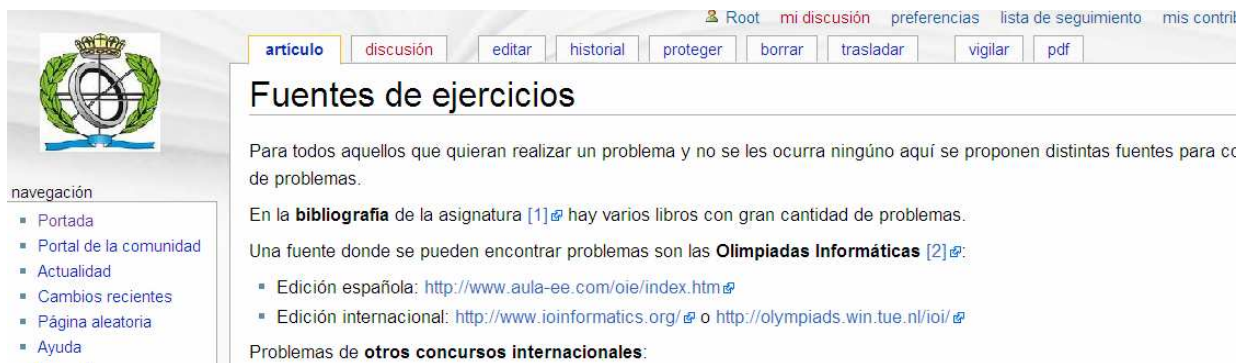 Root mi discusión preferencias lista de seguimiento mis contrib
artículo discusión editar historial proteger borrar trasladar vigilar pdf
Fuentes de ejercicios
Para todos aquellos que quieran realizar un problema y no se les ocurra ningúno aquí se proponen distintas fuentes para co
de problemas.
En la bibliografía de la asignatura [1] hay varios libros con gran cantidad de problemas.
Una fuente donde se pueden encontrar problemas son las Olimpiadas Informáticas [2]:
Edición española: http://www.aula-ee.com/oie/index.htm
Edición internacional: http://www.ioinformatics.org/ o http://olympiads.win.tue.nl/ioi/
Problemas de otros concursos internacionales:
navegación
Portada
Portal de la comunidad
Actualidad
Cambios recientes
Página aleatoria
Ayuda